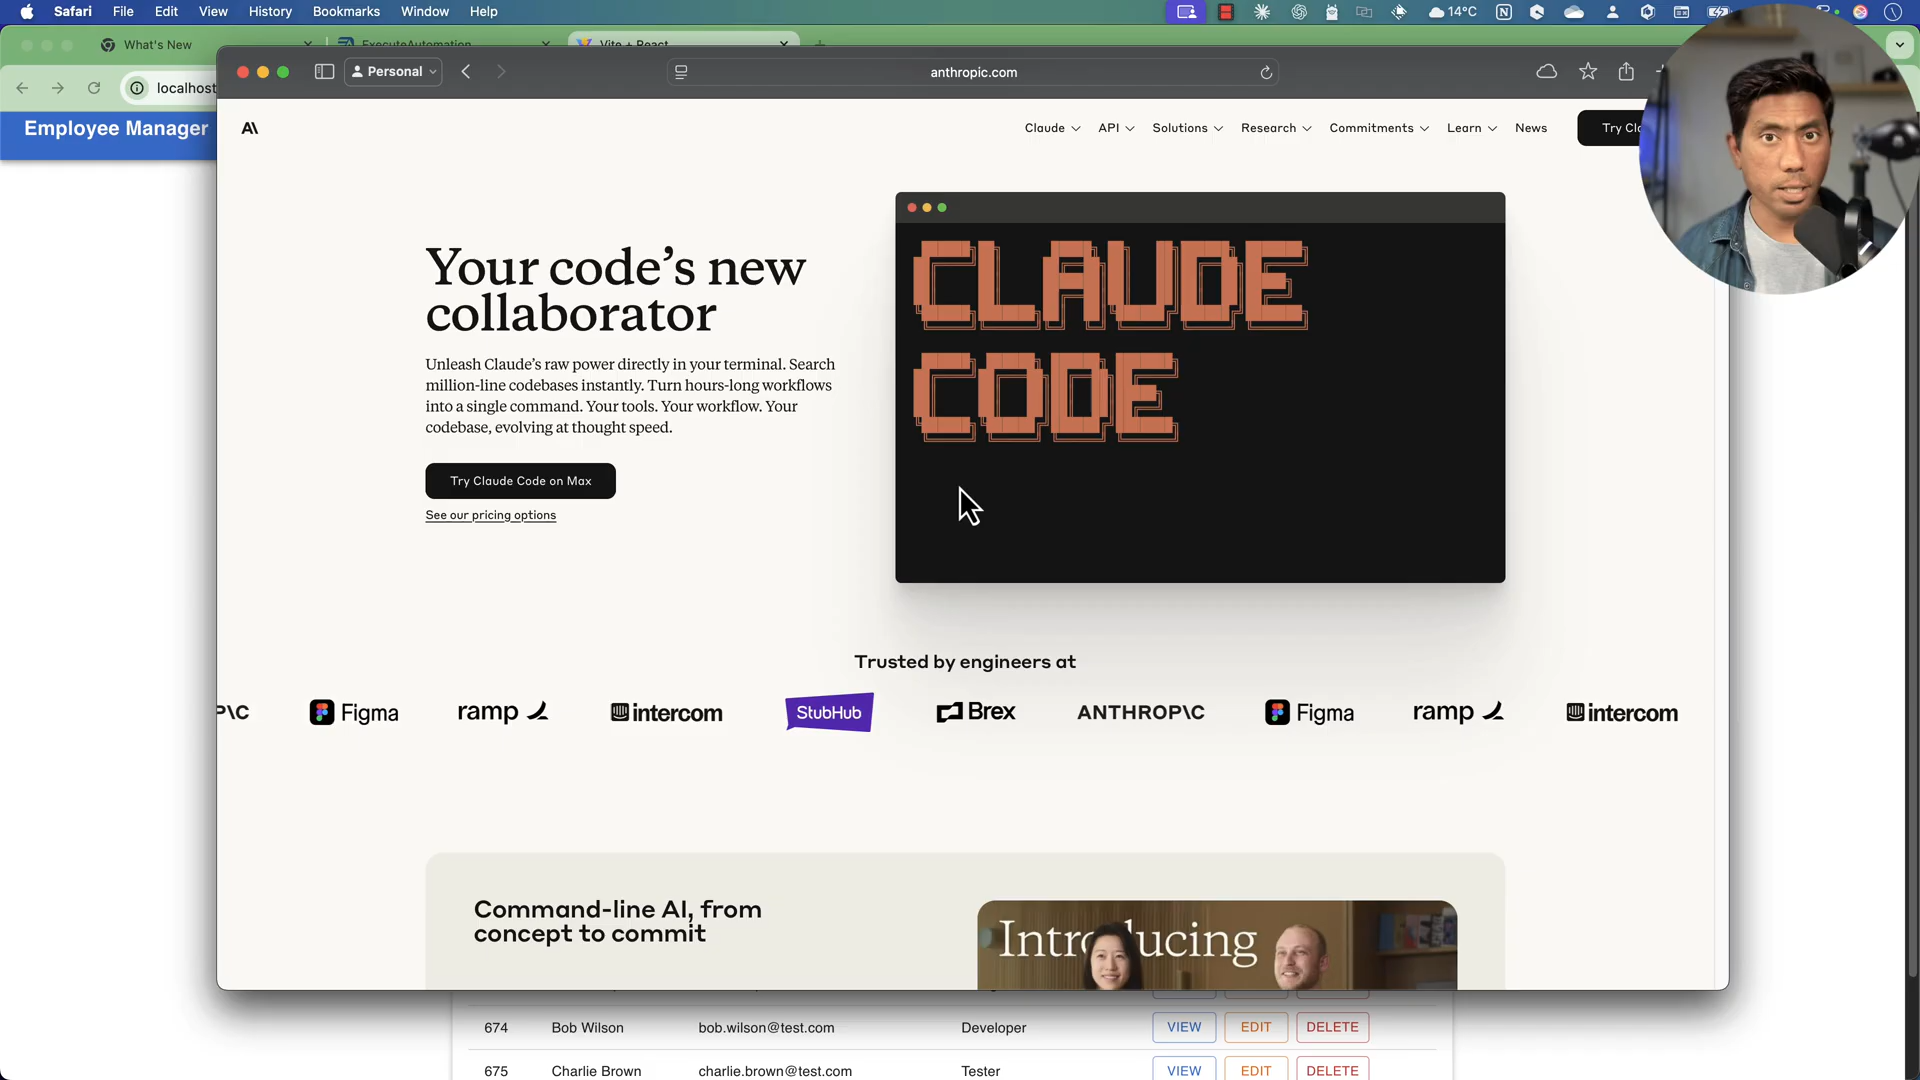 Safari File Edit View History Bookmarks Window Help
14°C
What's New
ExecuteAutomation
Vite + React
localhost
Employee Manager
Personal
anthropic.com
Claude API Solutions Research Commitments Learn News
Your code's new
collaborator
Unleash Claude's raw power directly in your terminal. Search
million-line codebases instantly. Turn hours-long workflows
into a single command. Your tools. Your workflow. Your
codebase, evolving at thought speed.
Try Claude Code on Max
See our pricing options
CLAUDE
CODE
Trusted by engineers at
Figma ramp intercom StubHub Brex ANTHROP\C Figma ramp intercom
Command-line AI, from
concept to commit
Introducing
674 Bob Wilson bob.wilson@test.com Developer VIEW EDIT DELETE
675 Charlie Brown charlie.brown@test.com Tester VIEW EDIT DELETE